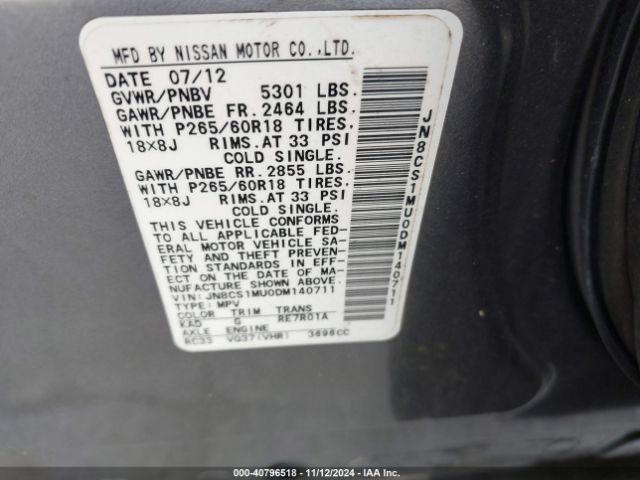 MFD BY NISSAN MOTOR CO.,LTD.
DATE 07/12
GVWR/PNBV 5301 LBS.
GAWR/PNBE FR. 2464 LBS.
WITH P265/60R18 TIRES.
18X8J RIMS.AT 33 PSI
COLD SINGLE.
GAWR/PNBE RR. 2855 LBS.
WITH P265/60R18 TIRES.
18X8J RIMS.AT 33 PSI
COLD SINGLE.
THIS VEHICLE CONFORMS
TO ALL APPLICABLE FED-
ERAL MOTOR VEHICLE SA-
FETY AND THEFT PREVEN-
TION STANDARDS IN EFF-
ECT ON THE DATE OF MA-
NUFACTURE SHOWN ABOVE.
VIN: JN8CS1MU0DM140711
TYPE: MPV
COLOR TRIM TRANS
KAD G RE7R01A
AXLE ENGINE
RC33 VQ37(VHR) 3696CC
JN8CS1MU0DM140711
000-40796518 - 11/12/2024 - IAA Inc.